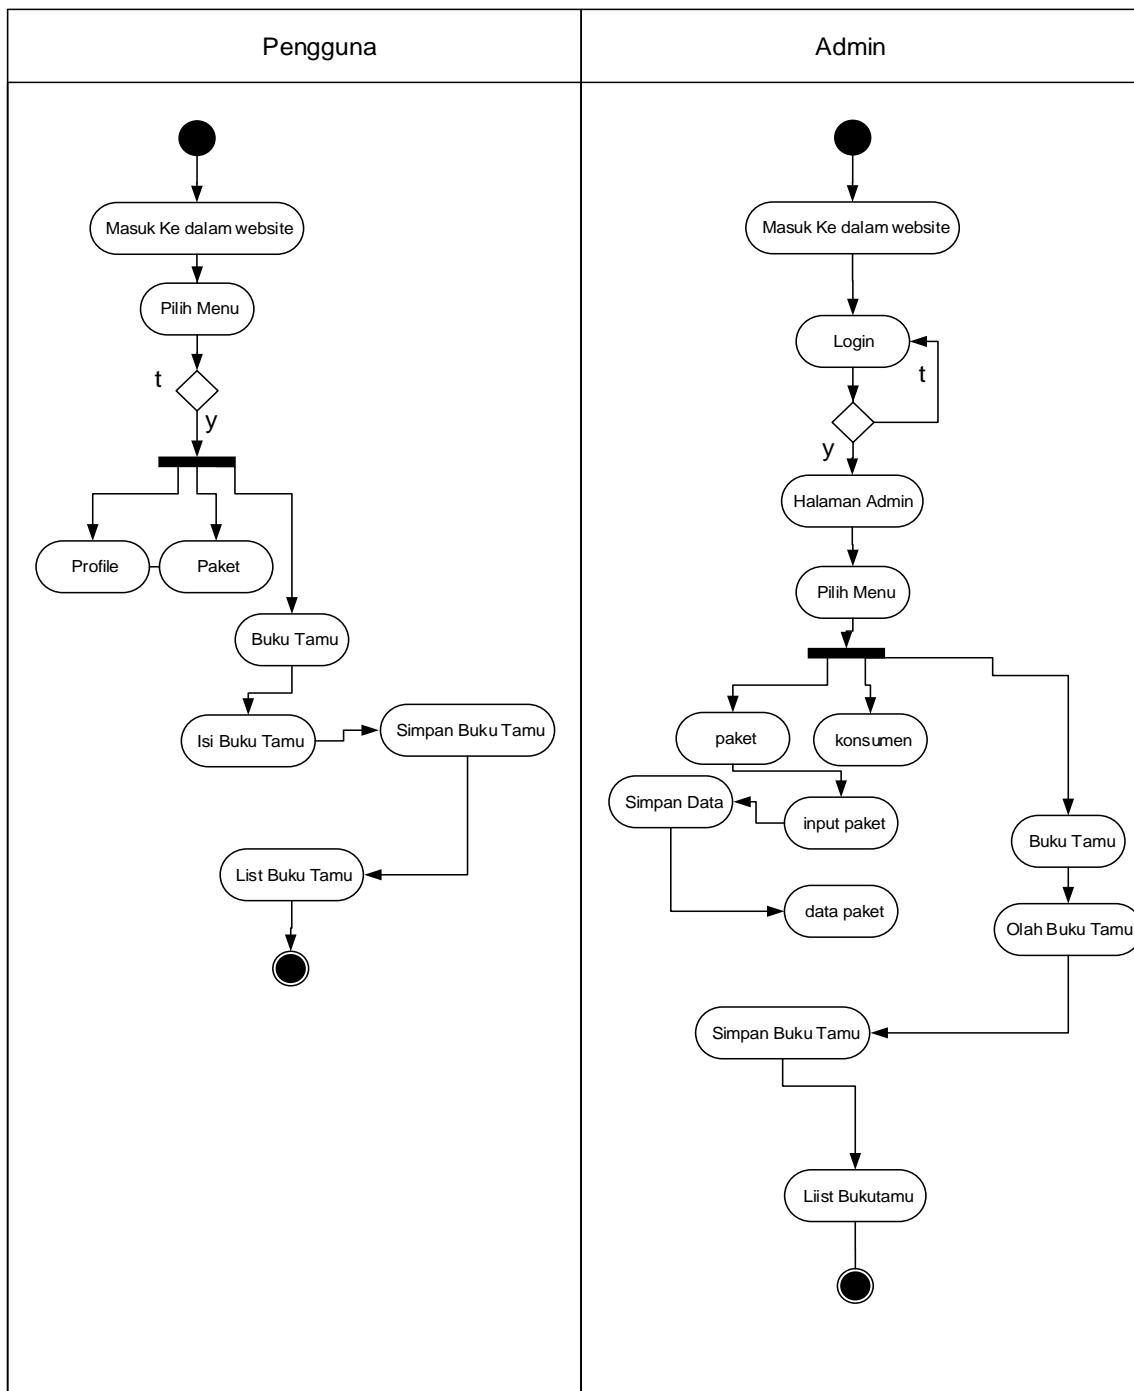 Pengguna
Admin
Masuk Ke dalam website
Pilih Menu
t
y
Profile
Paket
Buku Tamu
Isi Buku Tamu
Simpan Buku Tamu
List Buku Tamu
Masuk Ke dalam website
Login
t
y
Halaman Admin
Pilih Menu
paket
konsumen
Simpan Data
input paket
data paket
Buku Tamu
Olah Buku Tamu
Simpan Buku Tamu
Liist Bukutamu